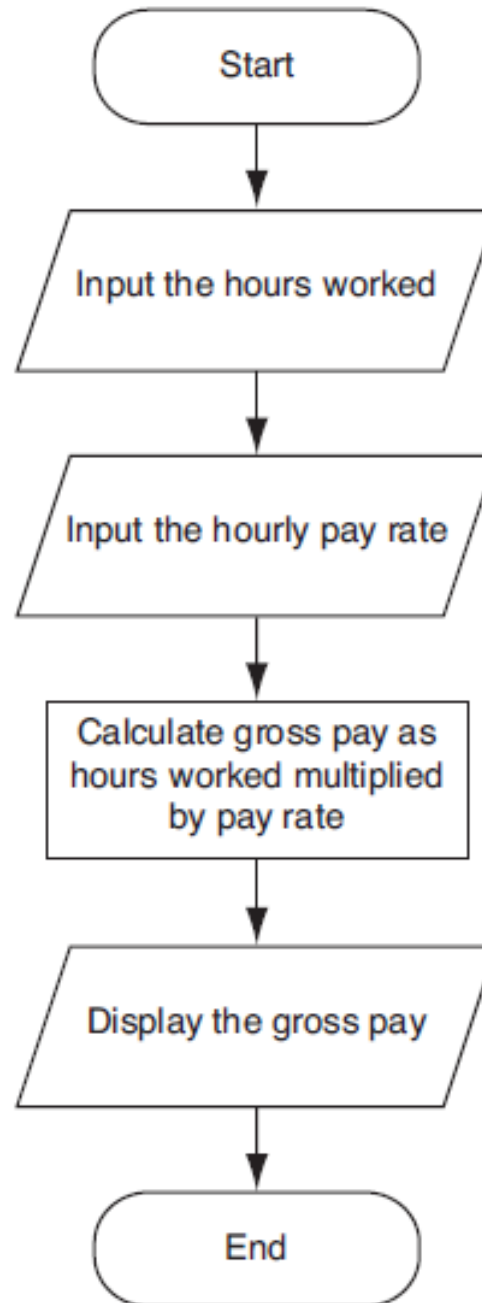 Start
Input the hours worked
Input the hourly pay rate
Calculate gross pay as
hours worked multiplied
by pay rate
Display the gross pay
End